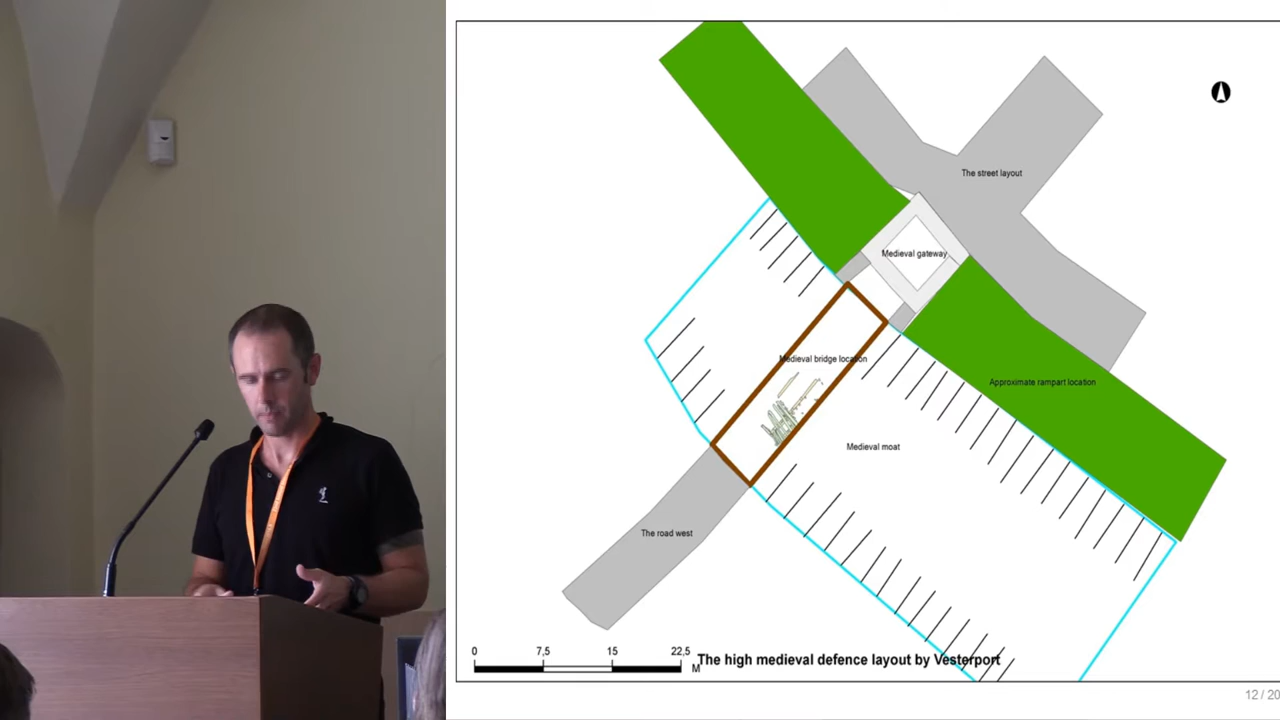 The street layout
Medieval gateway
Medieval bridge location
Approximate rampart location
Medieval moat
The road west
0 7,5 15 22,5
M
The high medieval defence layout by Vesterport
12 / 20